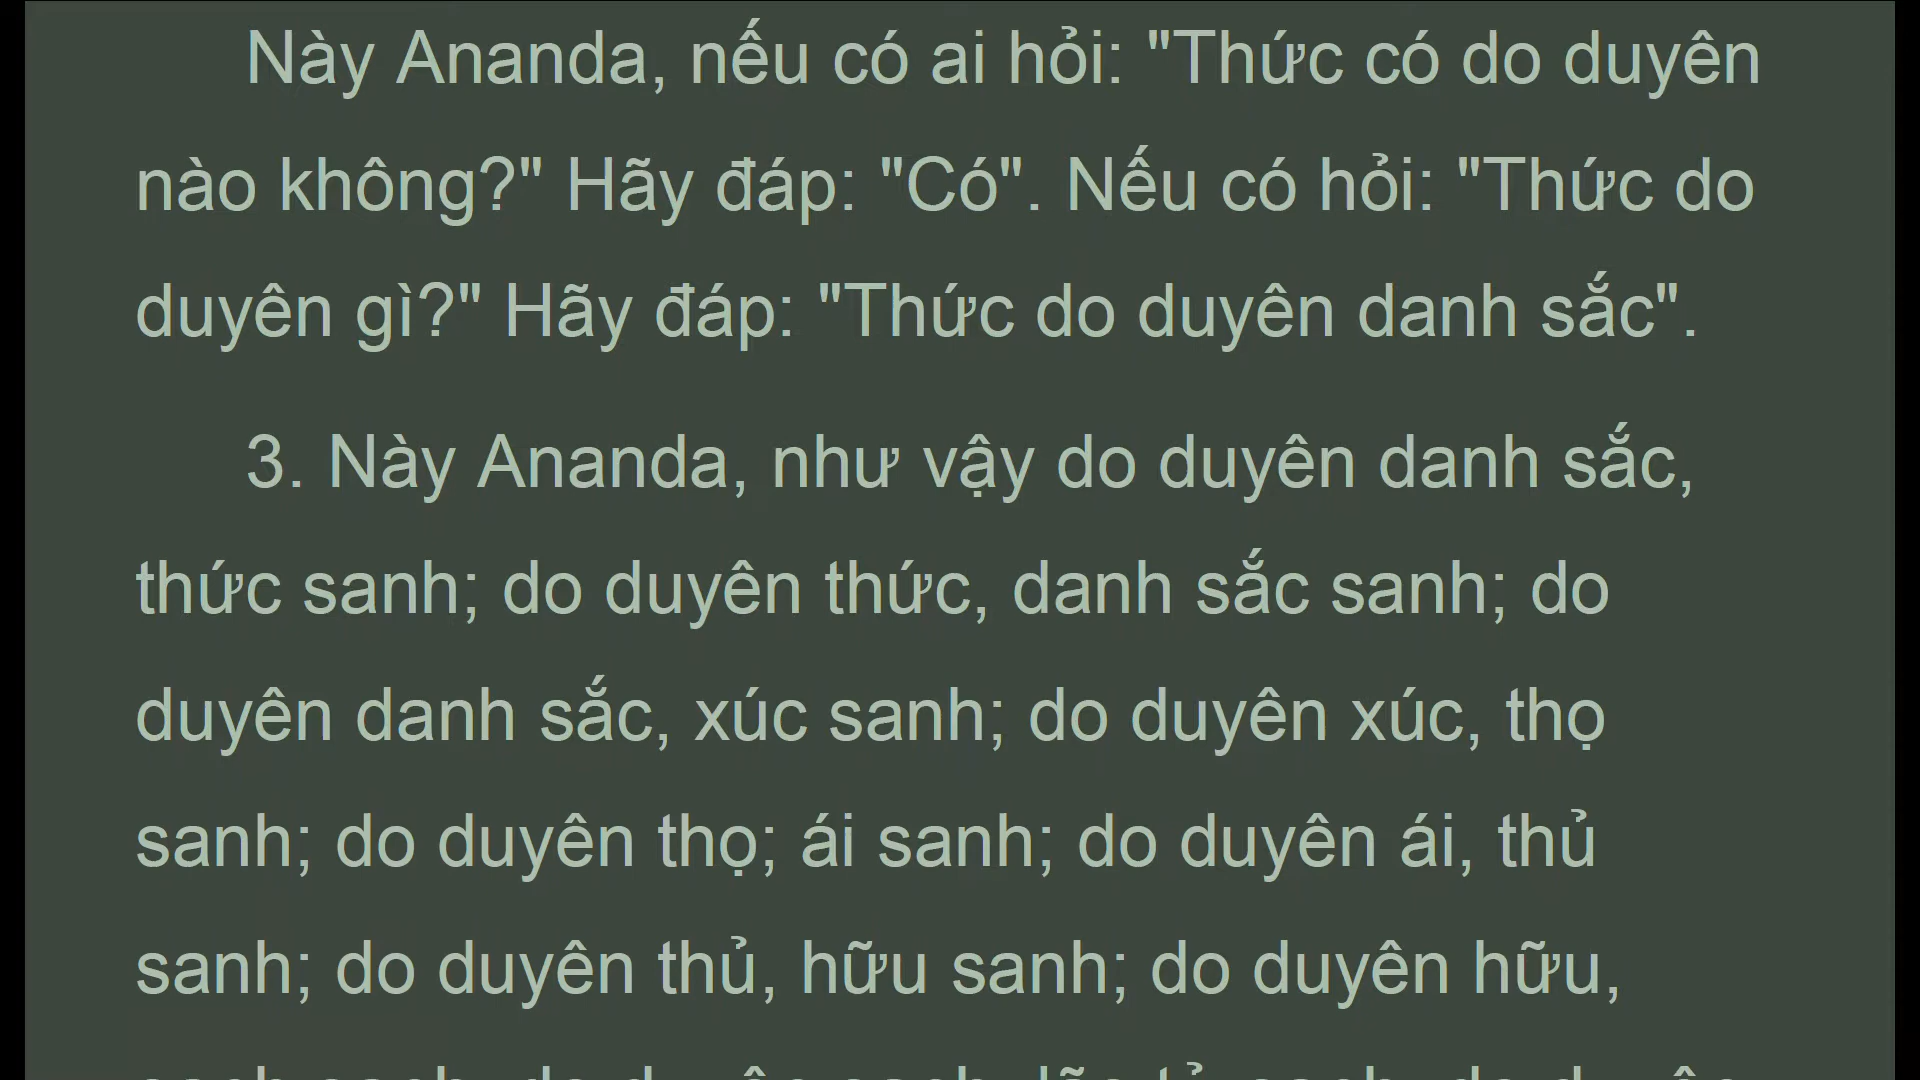 Này Ananda, nếu có ai hỏi: "Thức có do duyên
nào không?" Hãy đáp: "Có". Nếu có hỏi: "Thức do
duyên gì?" Hãy đáp: "Thức do duyên danh sắc".
3. Này Ananda, như vậy do duyên danh sắc,
thức sanh; do duyên thức, danh sắc sanh; do
duyên danh sắc, xúc sanh; do duyên xúc, thọ
sanh; do duyên thọ; ái sanh; do duyên ái, thủ
sanh; do duyên thủ, hữu sanh; do duyên hữu,